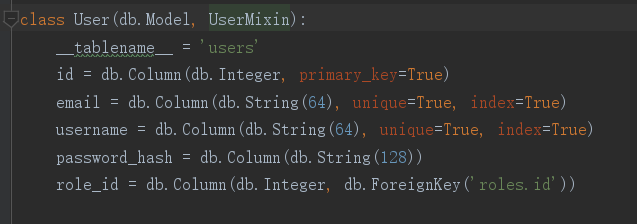 class User(db.Model, UserMixin):
    __tablename__ = 'users'
    id = db.Column(db.Integer, primary_key=True)
    email = db.Column(db.String(64), unique=True, index=True)
    username = db.Column(db.String(64), unique=True, index=True)
    password_hash = db.Column(db.String(128))
    role_id = db.Column(db.Integer, db.ForeignKey('roles.id'))